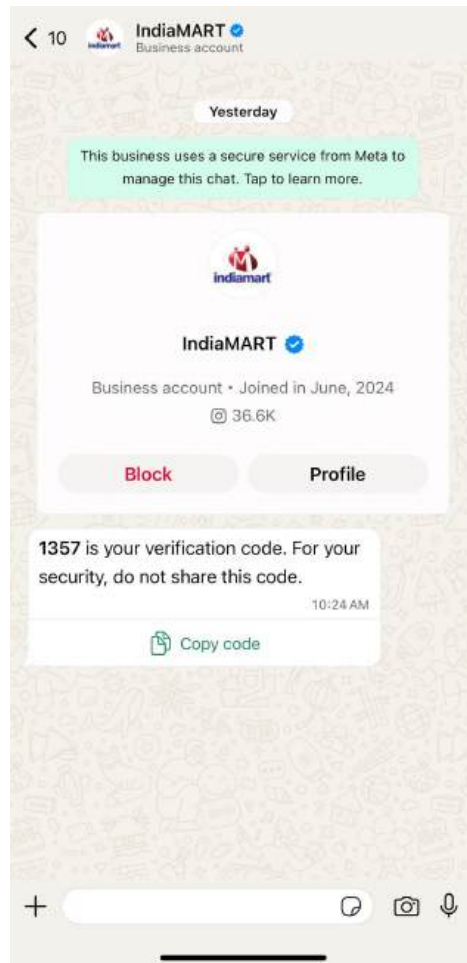 10
IndiaMART
Business account
Yesterday
This business uses a secure service from Meta to
manage this chat. Tap to learn more.
indiamart
IndiaMART
Business account • Joined in June, 2024
36.6K
Block
Profile
1357 is your verification code. For your
security, do not share this code.
10:24 AM
Copy code